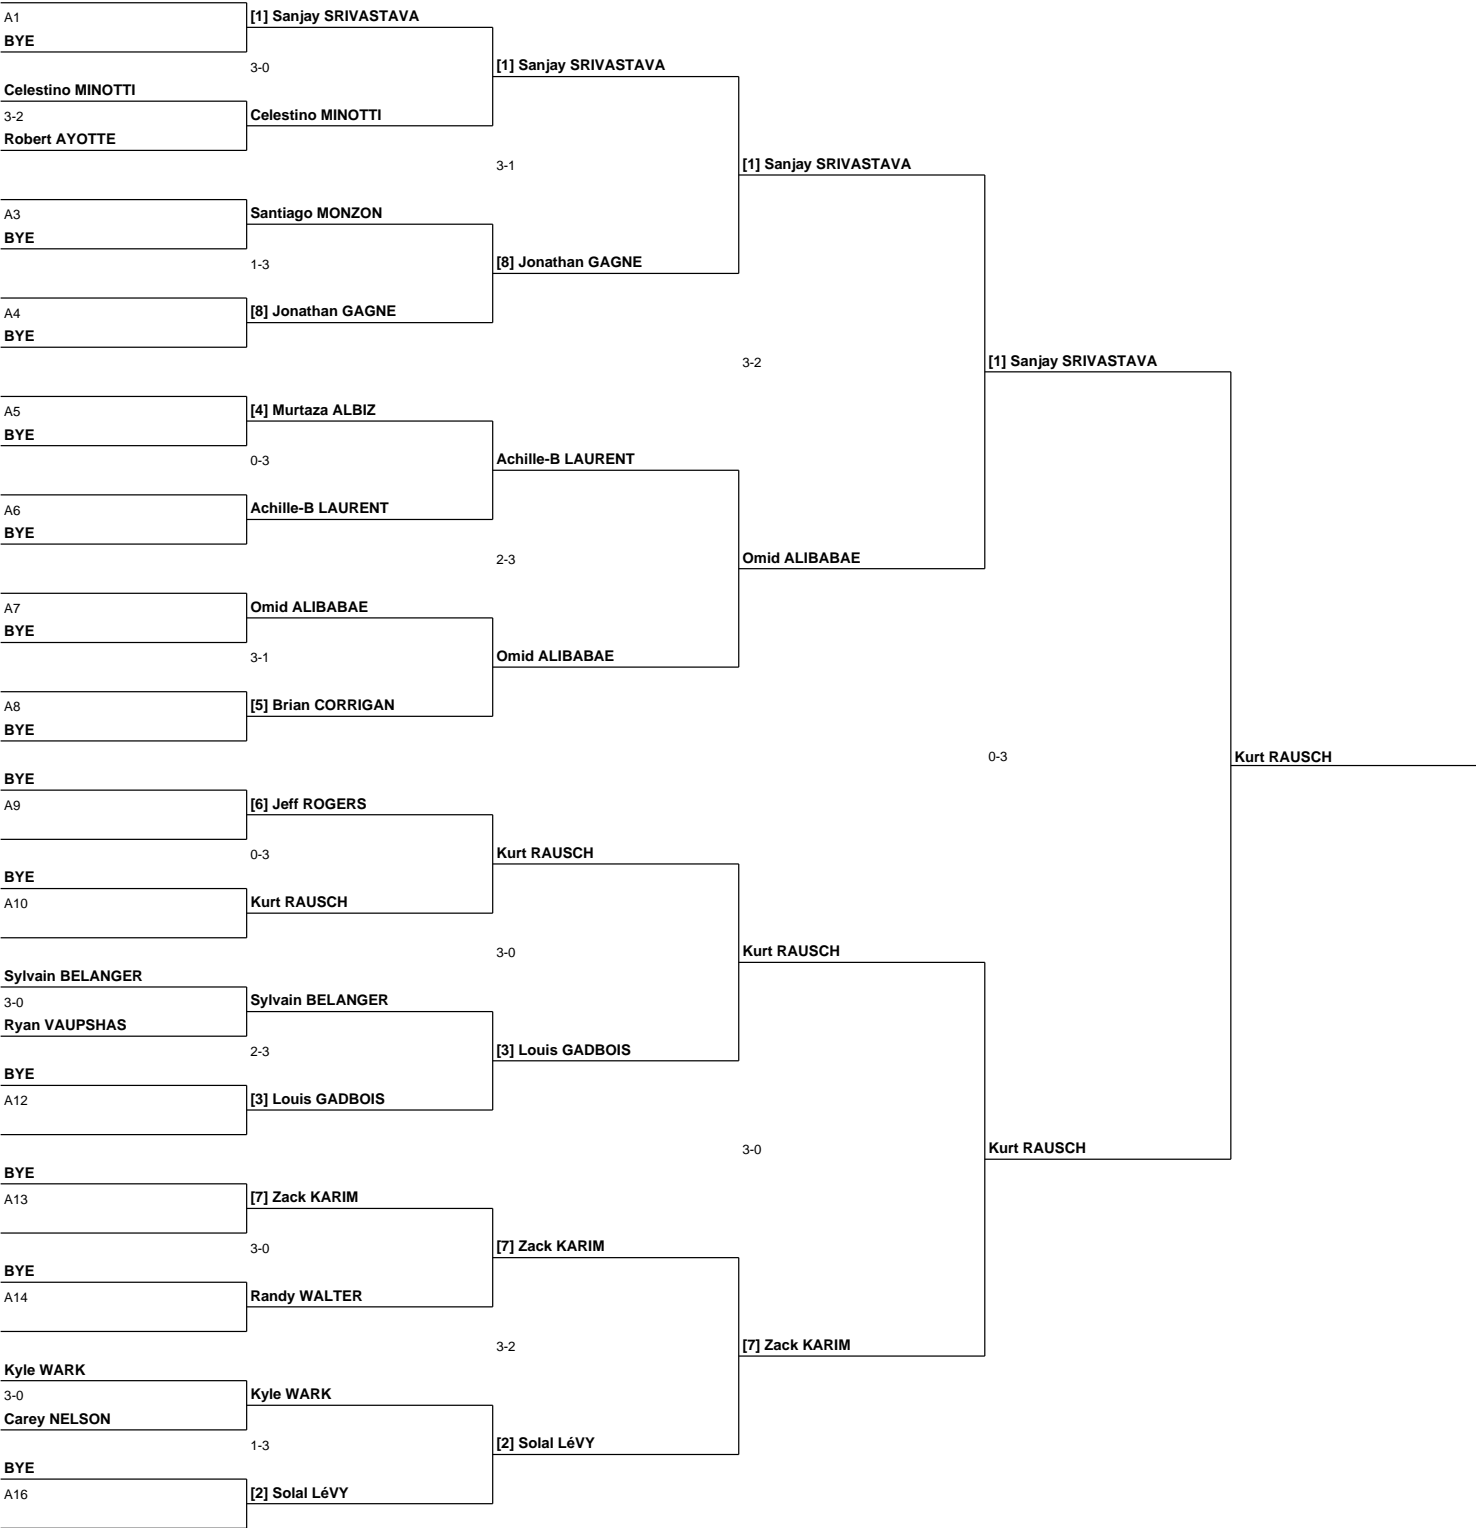 A1
BYE
[1] Sanjay SRIVASTAVA
3-0
Celestino MINOTTI
3-2
Robert AYOTTE
Celestino MINOTTI
[1] Sanjay SRIVASTAVA
3-1
A3
BYE
Santiago MONZON
1-3
A4
BYE
[8] Jonathan GAGNE
[8] Jonathan GAGNE
[1] Sanjay SRIVASTAVA
3-2
A5
BYE
[4] Murtaza ALBIZ
0-3
A6
BYE
Achille-B LAURENT
Achille-B LAURENT
2-3
A7
BYE
Omid ALIBABAE
3-1
A8
BYE
[5] Brian CORRIGAN
Omid ALIBABAE
Omid ALIBABAE
[1] Sanjay SRIVASTAVA
0-3
Kurt RAUSCH
BYE
A9
[6] Jeff ROGERS
0-3
BYE
A10
Kurt RAUSCH
Kurt RAUSCH
3-0
Sylvain BELANGER
3-0
Ryan VAUPSHAS
Sylvain BELANGER
2-3
BYE
A12
[3] Louis GADBOIS
[3] Louis GADBOIS
Kurt RAUSCH
3-0
Kurt RAUSCH
BYE
A13
[7] Zack KARIM
3-0
BYE
A14
Randy WALTER
[7] Zack KARIM
3-2
[7] Zack KARIM
Kyle WARK
3-0
Carey NELSON
Kyle WARK
1-3
BYE
A16
[2] Solal LéVY
[2] Solal LéVY